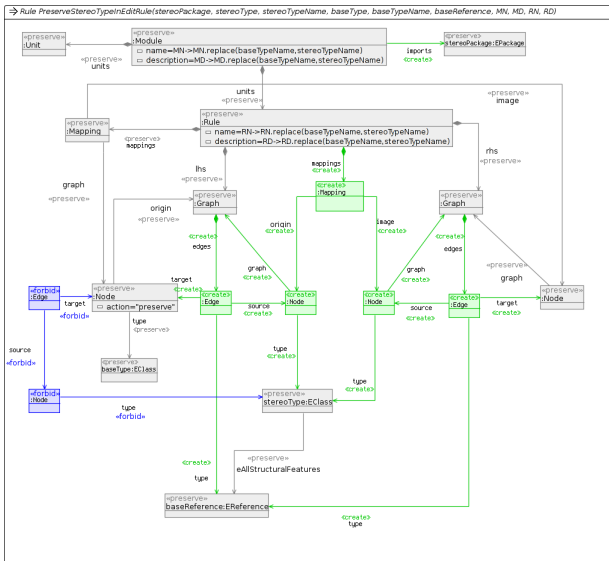 Rule PreserveStereoTypeInEditRule(stereoPackage, stereoType, stereoTypeName, baseType, baseTypeName, baseReference, MN, MD, RN, RD)
«preserve»
:Unit
«preserve»
:Module
name=MN->MN.replace(baseTypeName,stereoTypeName)
description=MD->MD.replace(baseTypeName,stereoTypeName)
imports
«create»
«preserve»
stereoPackage:EPackage
«preserve»
units
units
«preserve»
image
«preserve»
«preserve»
:Mapping
«preserve»
mappings
«preserve»
:Rule
name=RN->RN.replace(baseTypeName,stereoTypeName)
description=RD->RD.replace(baseTypeName,stereoTypeName)
graph
«preserve»
lhs
«preserve»
mappings
«create»
rhs
«preserve»
«preserve»
:Graph
«create»
:Mapping
«preserve»
:Graph
origin
«preserve»
origin
«create»
image
«create»
«create»
edges
«create»
edges
graph
«create»
graph
«create»
«preserve»
graph
target
«create»
«forbid»
:Edge
target
«forbid»
«preserve»
:Node
action="preserve"
«create»
:Edge
source
«create»
«create»
:Node
«create»
:Node
source
«create»
«create»
:Edge
target
«create»
«preserve»
:Node
type
«preserve»
source
«forbid»
type
«create»
type
«create»
«preserve»
baseType:EClass
«forbid»
:Node
type
«forbid»
«preserve»
stereoType:EClass
«create»
type
«preserve»
eAllStructuralFeatures
«preserve»
baseReference:EReference
«create»
type